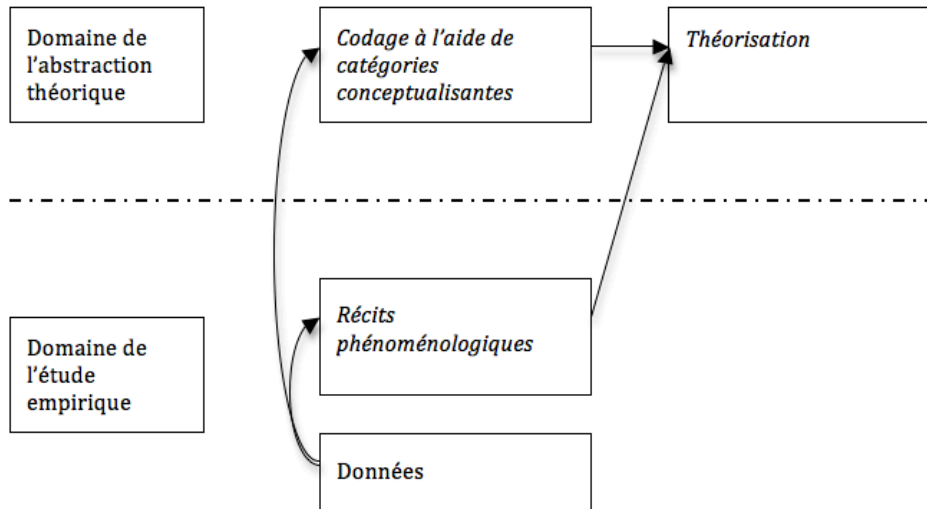 Domaine de
l'abstraction
théorique
Codage à l'aide de
catégories
conceptualisantes
Théorisation
Domaine de
l'étude
empirique
Récits
phénoménologiques
Données